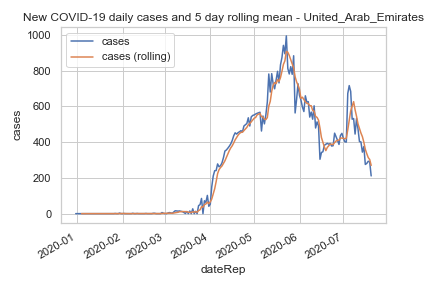 New COVID-19 daily cases and 5 day rolling mean - United_Arab_Emirates
cases
cases (rolling)
1000
800
600
400
200
0
cases
2020-01
2020-02
2020-03
2020-04
2020-05
2020-06
2020-07
dateRep